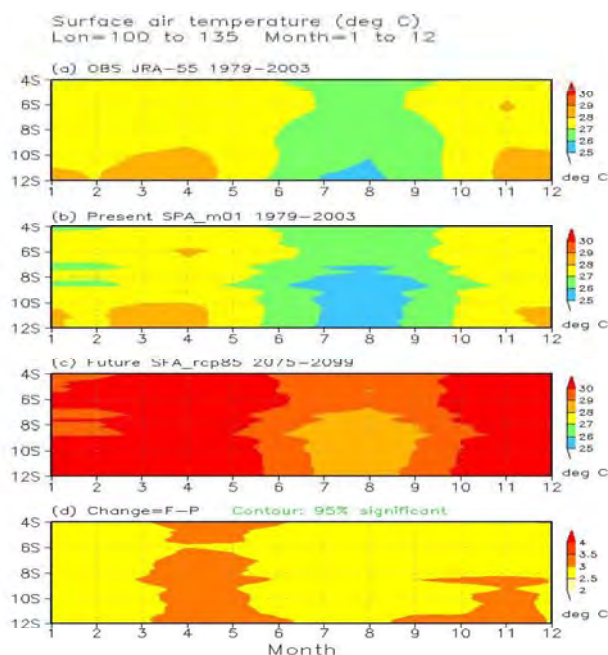 Surface air temperature (deg C)
Lon=100 to 135 Month=1 to 12
(a) OBS JRA-55 1979-2003
4S
6S
8S
10S
12S
1 2 3 4 5 6 7 8 9 10 11 12
30
29
28
27
26
25
deg C
(b) Present SPA_m01 1979-2003
4S
6S
8S
10S
12S
1 2 3 4 5 6 7 8 9 10 11 12
30
29
28
27
26
25
deg C
(c) Future SFA_rcp85 2075-2099
4S
6S
8S
10S
12S
1 2 3 4 5 6 7 8 9 10 11 12
30
29
28
27
26
25
deg C
(d) Change=F-P Contour: 95% significant
4S
6S
8S
10S
12S
1 2 3 4 5 6 7 8 9 10 11 12
4
3.5
3
2.5
2
deg C
Month